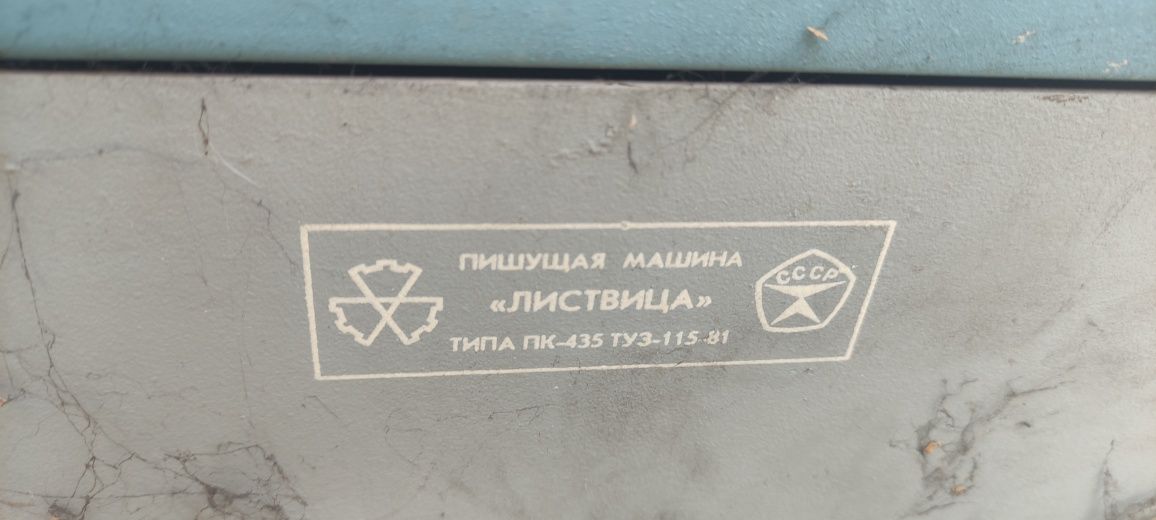 ПИШУЩАЯ МАШИНА
«ЛИСТВИЦА»
ТИПА ПК-435 ТУЗ-115-81
СССР